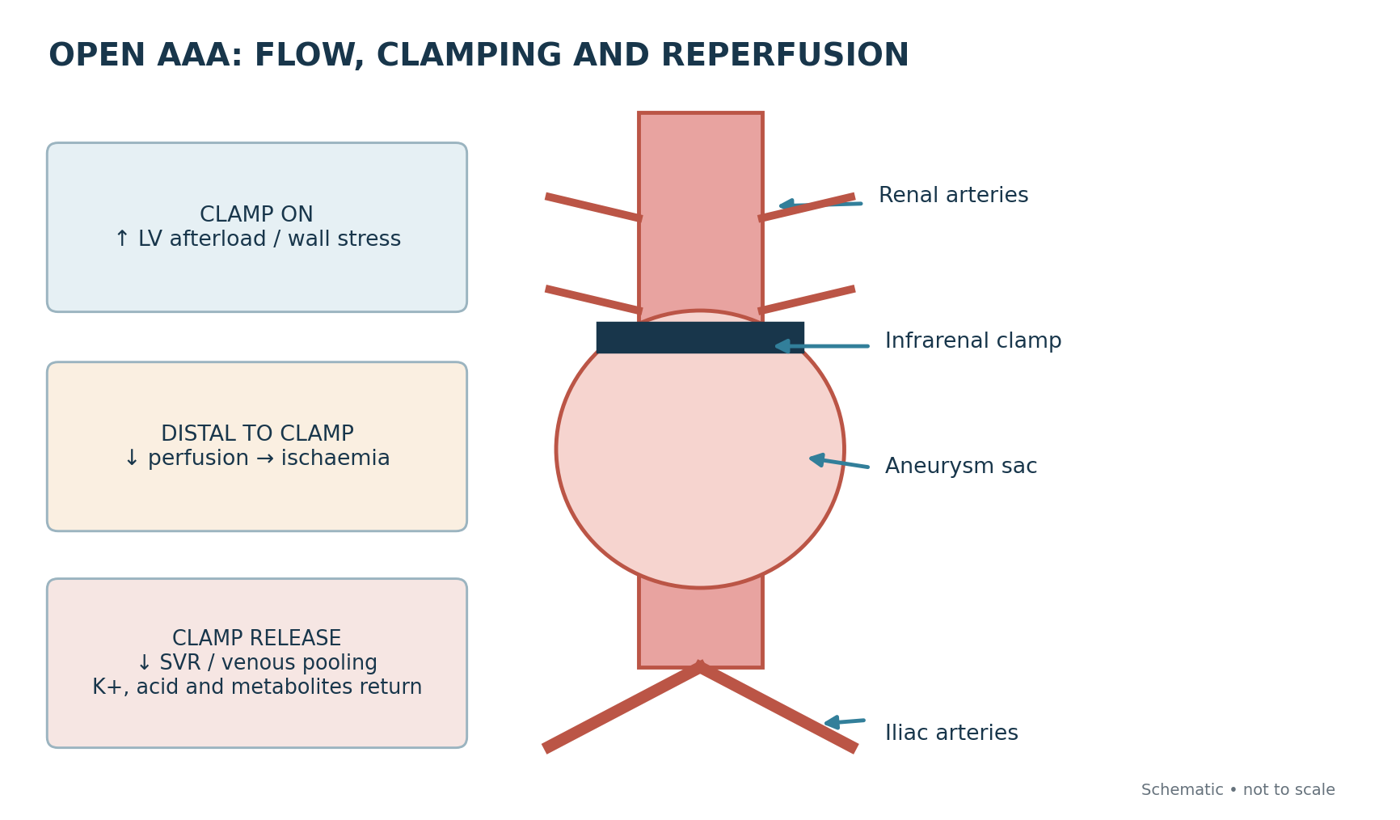 OPEN AAA: FLOW, CLAMPING AND REPERFUSION
CLAMP ON
↑ LV afterload / wall stress
DISTAL TO CLAMP
↓ perfusion → ischaemia
CLAMP RELEASE
↓ SVR / venous pooling
K+, acid and metabolites return
Renal arteries
Infrarenal clamp
Aneurysm sac
Iliac arteries
Schematic • not to scale